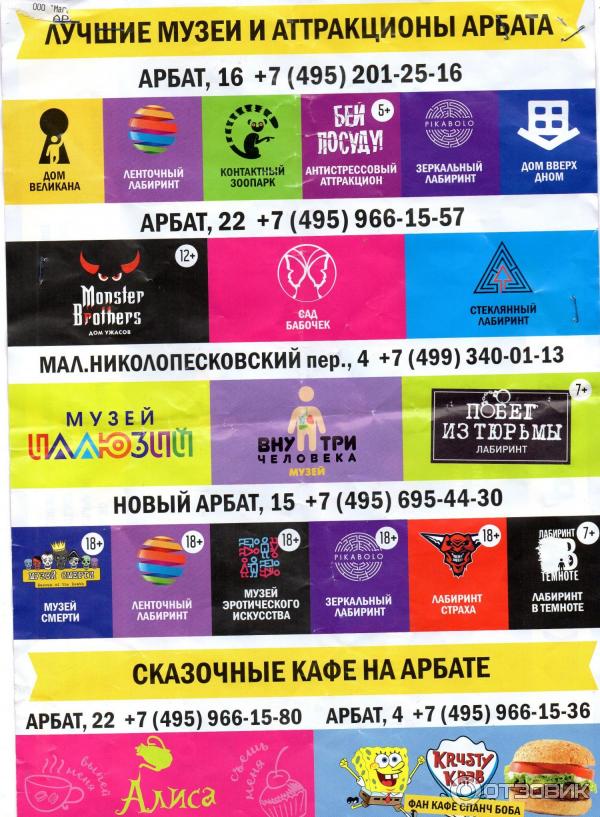 ООО "Маг.
АР
ЛУЧШИЕ МУЗЕИ И АТТРАКЦИОНЫ АРБАТА
АРБАТ, 16 +7 (495) 201-25-16
ДОМ
ВЕЛИКАНА
ЛЕНТОЧНЫЙ
ЛАБИРИНТ
КОНТАКТНЫЙ
ЗООПАРК
БЕЙ
ПОСУДУ!
5+
АНТИСТРЕССОВЫЙ
АТТРАКЦИОН
PIKABOLO
ЗЕРКАЛЬНЫЙ
ЛАБИРИНТ
ДОМ ВВЕРХ
ДНОМ
АРБАТ, 22 +7 (495) 966-15-57
12+
Monster
Brothers
ДОМ УЖАСОВ
САД
БАБОЧЕК
СТЕКЛЯННЫЙ
ЛАБИРИНТ
МАЛ.НИКОЛОПЕСКОВСКИЙ пер., 4 +7 (499) 340-01-13
МУЗЕЙ
ИЛЛЮЗИЙ
ВНУТРИ
ЧЕЛОВЕКА
МУЗЕЙ
7+
ПОБЕГ
ИЗ ТЮРЬМЫ
ЛАБИРИНТ
НОВЫЙ АРБАТ, 15 +7 (495) 695-44-30
18+
МУЗЕЙ СМЕРТИ
МУЗЕЙ
СМЕРТИ
18+
ЛЕНТОЧНЫЙ
ЛАБИРИНТ
18+
МУЗЕЙ
ЭРОТИЧЕСКОГО
ИСКУССТВА
18+
PIKABOLO
ЗЕРКАЛЬНЫЙ
ЛАБИРИНТ
18+
ЛАБИРИНТ
СТРАХА
7+
ЛАБИРИНТ
В
ТЕМНОТЕ
ЛАБИРИНТ
В ТЕМНОТЕ
СКАЗОЧНЫЕ КАФЕ НА АРБАТЕ
АРБАТ, 22 +7 (495) 966-15-80
АРБАТ, 4 +7 (495) 966-15-36
выпей
меня
Алиса
съешь
меня
KRUSTY
KRAB
ФАН КАФЕ СПАНЧ БОБА
ОТЗОВИК